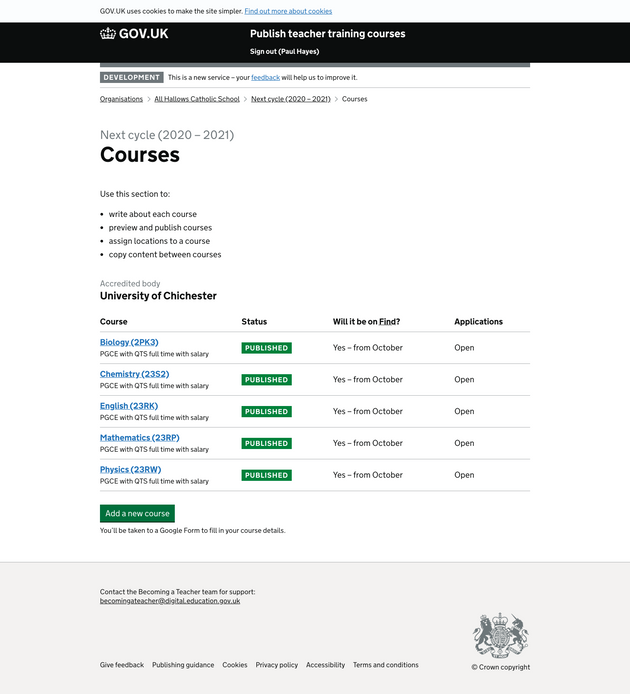 GOV.UK uses cookies to make the site simpler. Find out more about cookies
GOV.UK
Publish teacher training courses
Sign out (Paul Hayes)
DEVELOPMENT This is a new service – your feedback will help us to improve it.
Organisations > All Hallows Catholic School > Next cycle (2020 – 2021) > Courses
Next cycle (2020 – 2021)
Courses
Use this section to:
• write about each course
• preview and publish courses
• assign locations to a course
• copy content between courses
Accredited body
University of Chichester
Course Status Will it be on Find? Applications
Biology (2PK3)
PGCE with QTS full time with salary
PUBLISHED Yes – from October Open
Chemistry (23S2)
PGCE with QTS full time with salary
PUBLISHED Yes – from October Open
English (23RK)
PGCE with QTS full time with salary
PUBLISHED Yes – from October Open
Mathematics (23RP)
PGCE with QTS full time with salary
PUBLISHED Yes – from October Open
Physics (23RW)
PGCE with QTS full time with salary
PUBLISHED Yes – from October Open
Add a new course
You'll be taken to a Google Form to fill in your course details.
Contact the Becoming a Teacher team for support:
becomingateacher@digital.education.gov.uk
Give feedback Publishing guidance Cookies Privacy policy Accessibility Terms and conditions
© Crown copyright